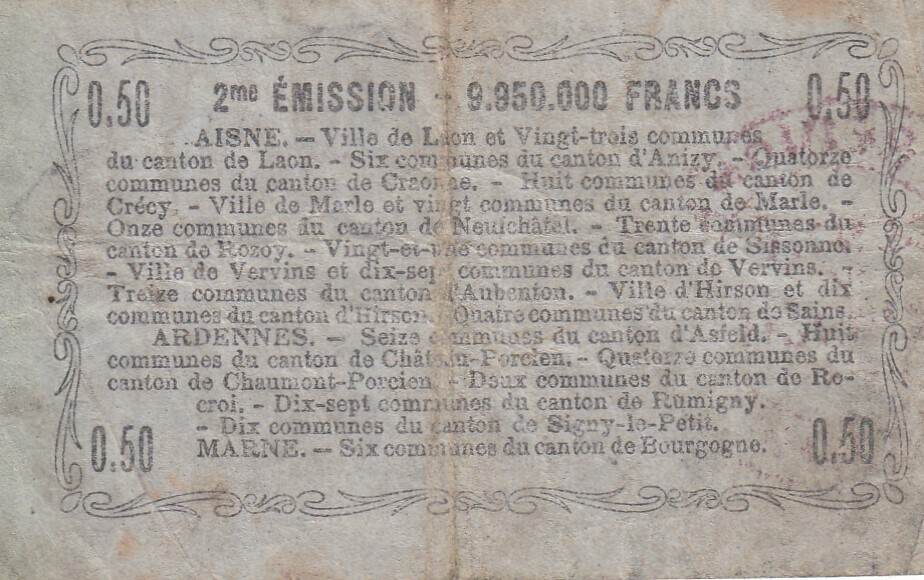 0.50 2me ÉMISSION - 9.950.000 FRANCS 0.50
AISNE. — Ville de Laon et Vingt-trois communes
du canton de Laon. - Six communes du canton d'Anizy. - Quatorze
communes du canton de Craonne. - Huit communes du canton de
Crécy. - Ville de Marle et vingt communes du canton de Marle. -
Onze communes du canton de Neufchâtel. - Trente communes du
canton de Rozoy. - Vingt-et-une communes du canton de Sissonne.
- Ville de Vervins et dix-sept communes du canton de Vervins. -
Treize communes du canton d'Aubenton. - Ville d'Hirson et dix
communes du canton d'Hirson. Quatre communes du canton de Sains.
ARDENNES. - Seize communes du canton d'Asfeld. - Huit
communes du canton de Château-Porcien. - Quatorze communes du
canton de Chaumont-Porcien. - Deux communes du canton de Ro-
croi. - Dix-sept communes du canton de Rumigny.
- Dix communes du canton de Signy-le-Petit.
0.50 MARNE. — Six communes du canton de Bourgogne. 0.50